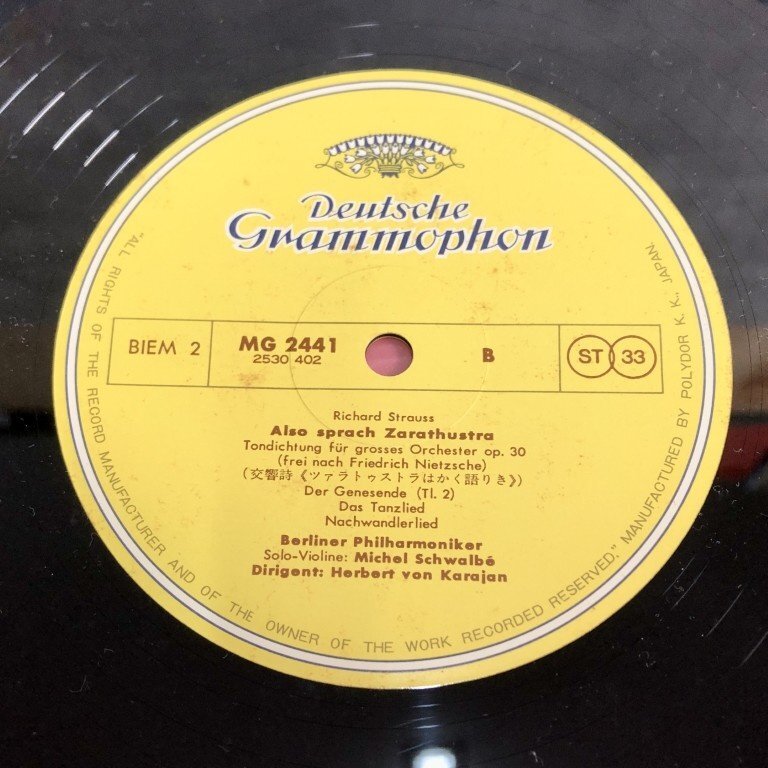 Deutsche
Grammophon
BIEM 2
MG 2441
2530 402
B
ST 33
Richard Strauss
Also sprach Zarathustra
Tondichtung für grosses Orchester op. 30
(frei nach Friedrich Nietzsche)
(交響詩《ツァラトゥストラはかく語りき》)
Der Genesende (Tl. 2)
Das Tanzlied
Nachwandlerlied
Berliner Philharmoniker
Solo-Violine: Michel Schwalbé
Dirigent: Herbert von Karajan
"ALL RIGHTS OF THE RECORD MANUFACTURER AND OF THE OWNER OF THE WORK RECORDED RESERVED." MANUFACTURED BY POLYDOR K. K., JAPAN.